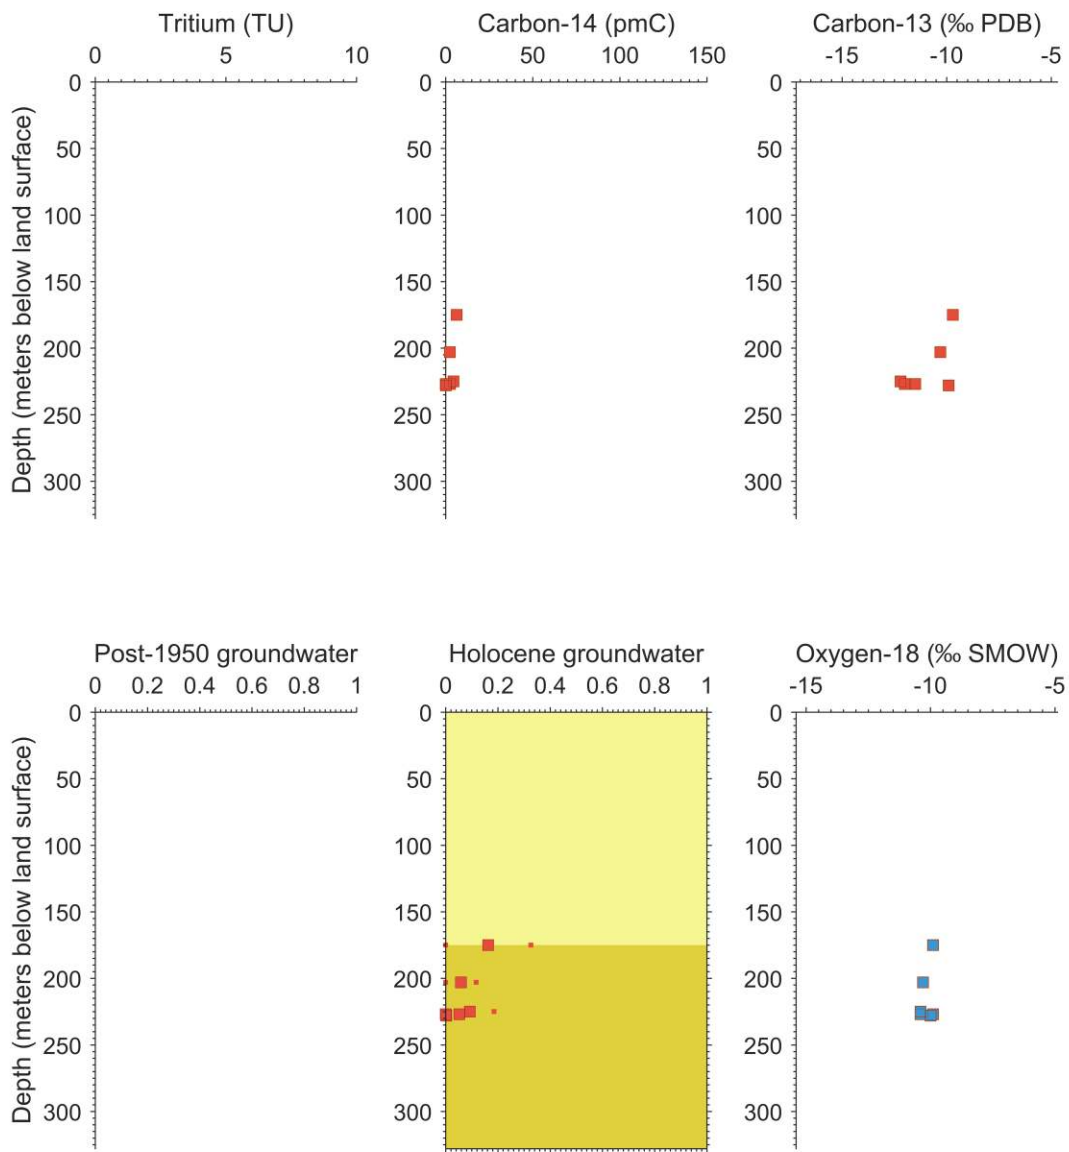 Tritium (TU) Carbon-14 (pmC) Carbon-13 (‰ PDB)
0 5 10 0 50 100 150 -15 -10 -5
Depth (meters below land surface)
0 0 0
50 50 50
100 100 100
150 150 150
200 200 200
250 250 250
300 300 300
Post-1950 groundwater Holocene groundwater Oxygen-18 (‰ SMOW)
0 0.2 0.4 0.6 0.8 1 0 0.2 0.4 0.6 0.8 1 -15 -10 -5
Depth (meters below land surface)
0 0 0
50 50 50
100 100 100
150 150 150
200 200 200
250 250 250
300 300 300